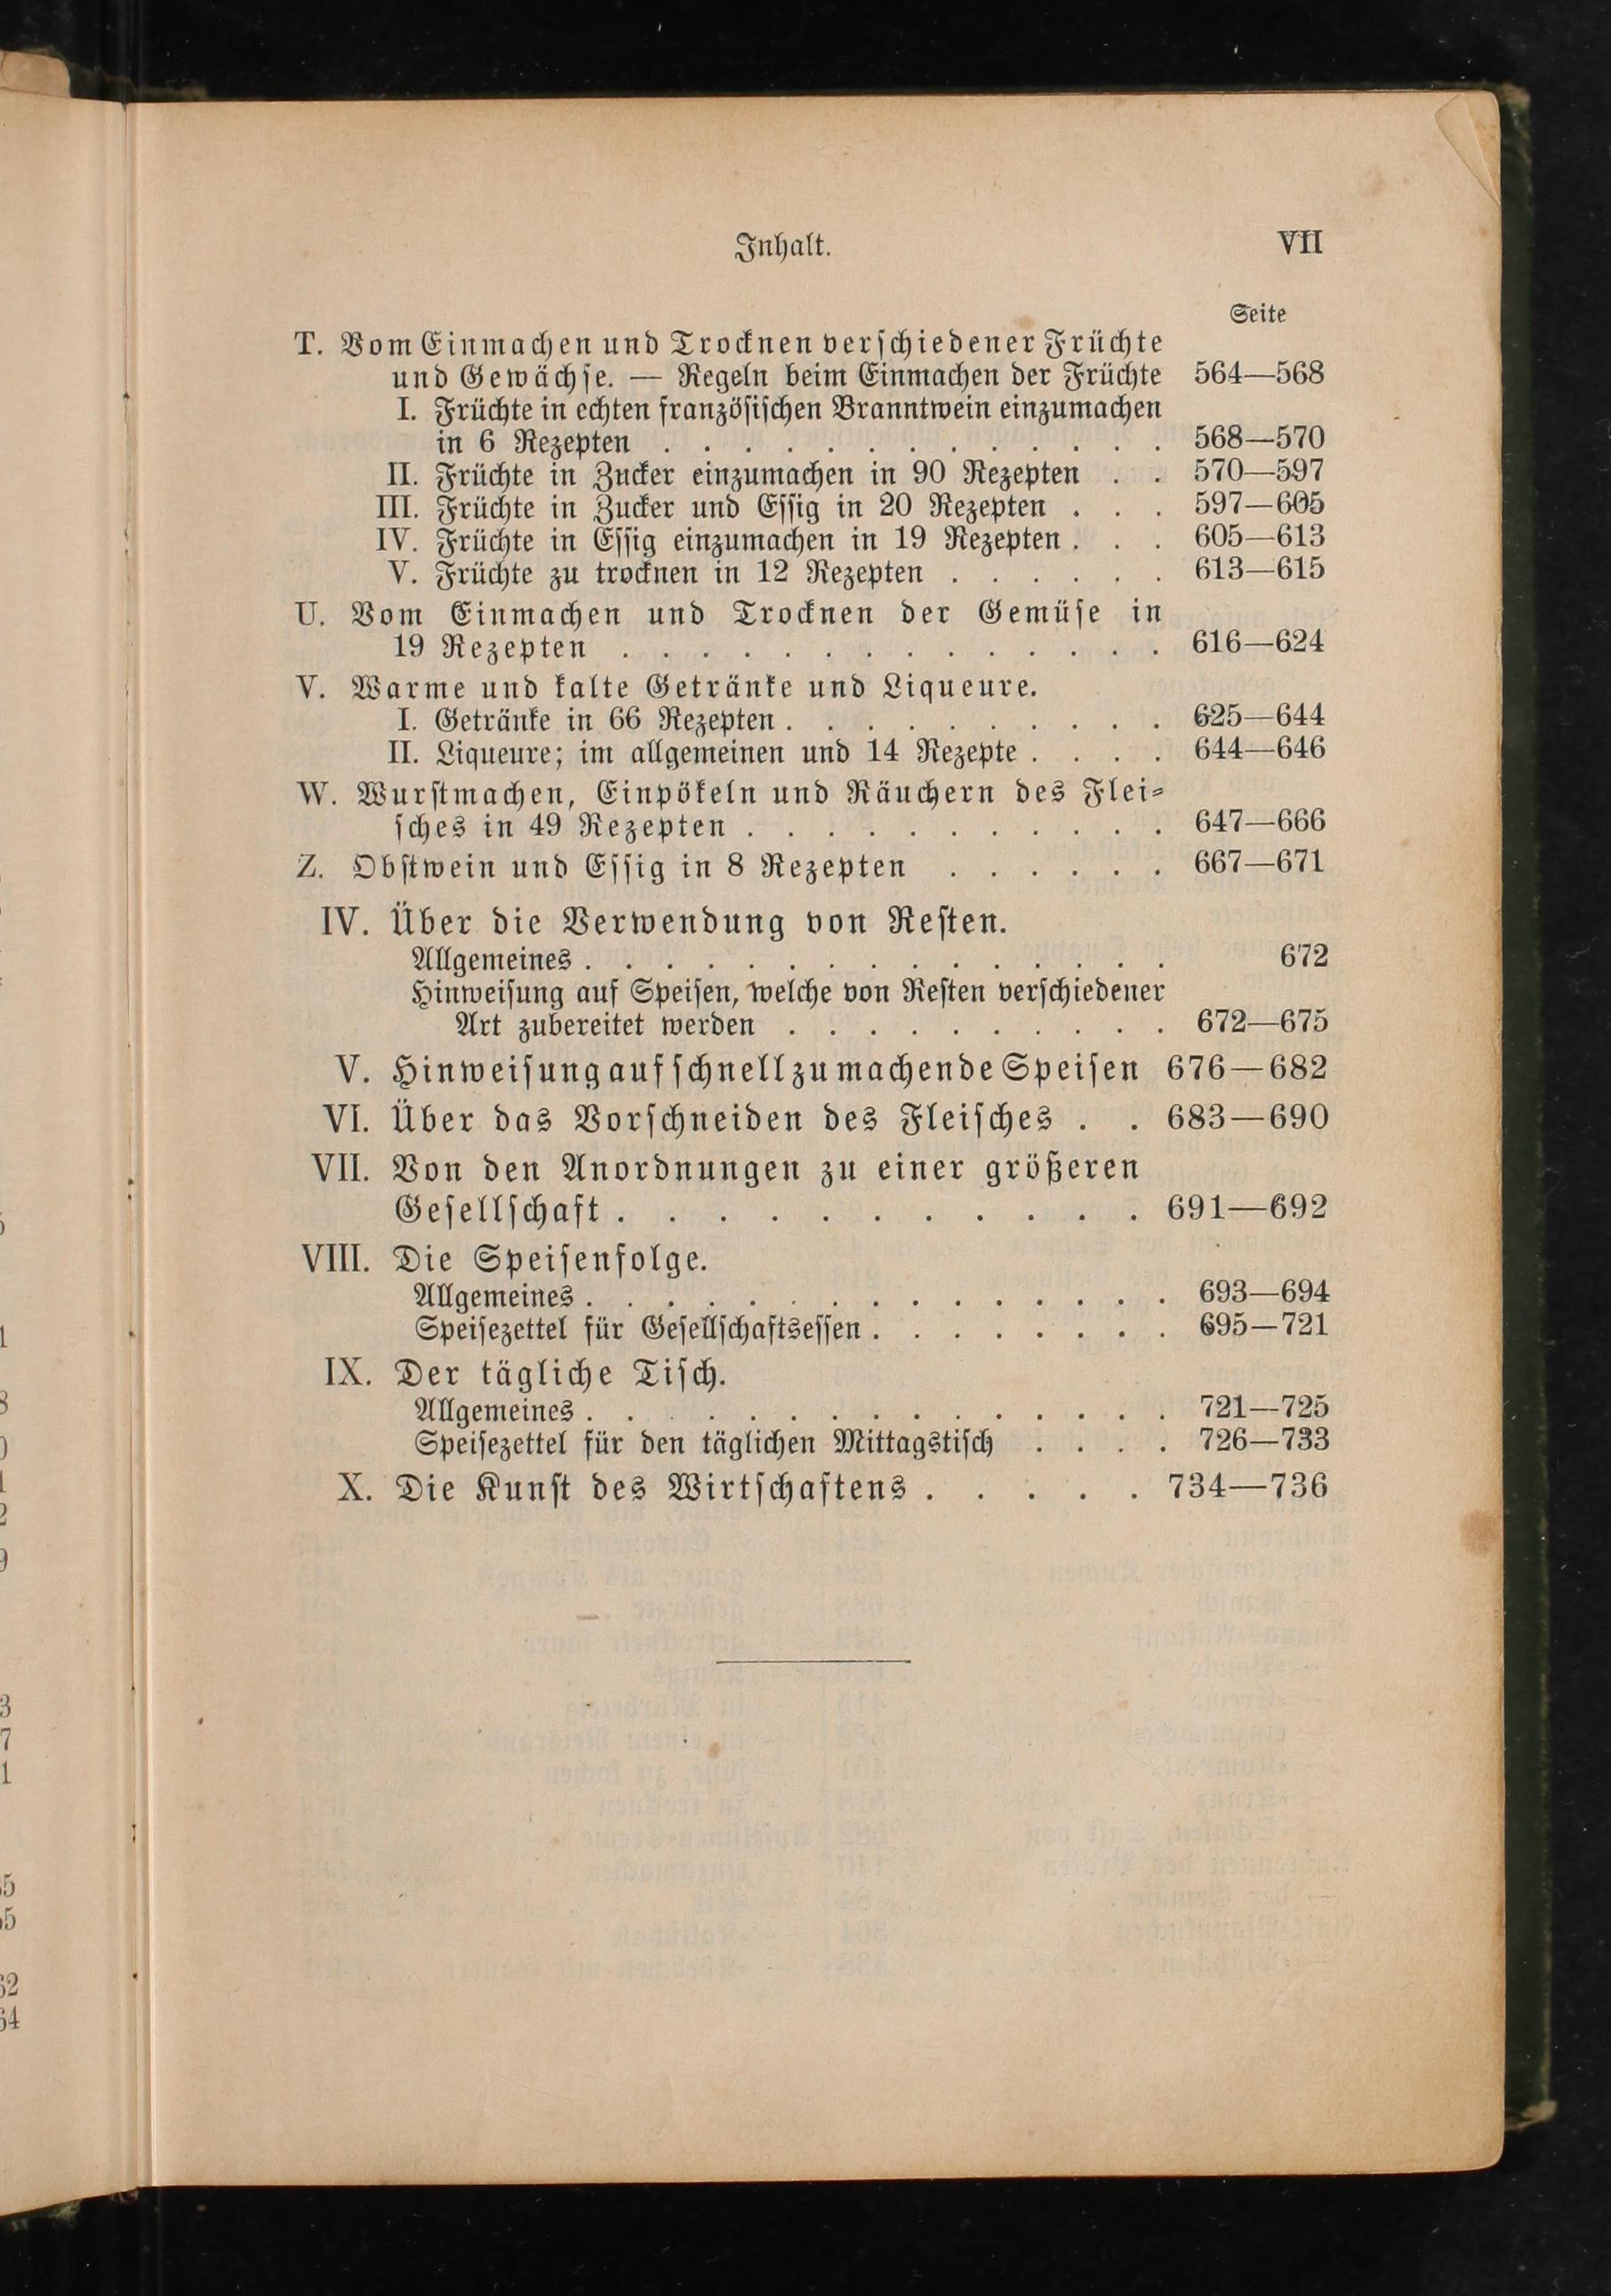 Inhalt. VII
Seite
T. Vom Einmachen und Trocknen verschiedener Früchte
und Gewächse. — Regeln beim Einmachen der Früchte 564—568
I. Früchte in echten französischen Branntwein einzumachen
in 6 Rezepten . . . . . . . . . . . . . 568—570
II. Früchte in Zucker einzumachen in 90 Rezepten . . 570—597
III. Früchte in Zucker und Essig in 20 Rezepten . . . 597—605
IV. Früchte in Essig einzumachen in 19 Rezepten . . . 605—613
V. Früchte zu trocknen in 12 Rezepten . . . . . . 613—615
U. Vom Einmachen und Trocknen der Gemüse in
19 Rezepten . . . . . . . . . . . . . . 616—624
V. Warme und kalte Getränke und Liqueure.
I. Getränke in 66 Rezepten . . . . . . . . . . 625—644
II. Liqueure; im allgemeinen und 14 Rezepte . . . . 644—646
W. Wurstmachen, Einpökeln und Räuchern des Flei-
sches in 49 Rezepten . . . . . . . . . . . 647—666
Z. Obstwein und Essig in 8 Rezepten . . . . . . 667—671
IV. Über die Verwendung von Resten.
Allgemeines . . . . . . . . . . . . . . . 672
Hinweisung auf Speisen, welche von Resten verschiedener
Art zubereitet werden . . . . . . . . . . 672—675
V. Hinweisung auf schnell zu machende Speisen 676—682
VI. Über das Vorschneiden des Fleisches . . 683—690
VII. Von den Anordnungen zu einer größeren
Gesellschaft . . . . . . . . . . . 691—692
VIII. Die Speisenfolge.
Allgemeines . . . . . . . . . . . . . . . 693—694
Speisezettel für Gesellschaftsessen . . . . . . . . 695—721
IX. Der tägliche Tisch.
Allgemeines . . . . . . . . . . . . . . . 721—725
Speisezettel für den täglichen Mittagstisch . . . . 726—733
X. Die Kunst des Wirtschaftens . . . . . 734—736